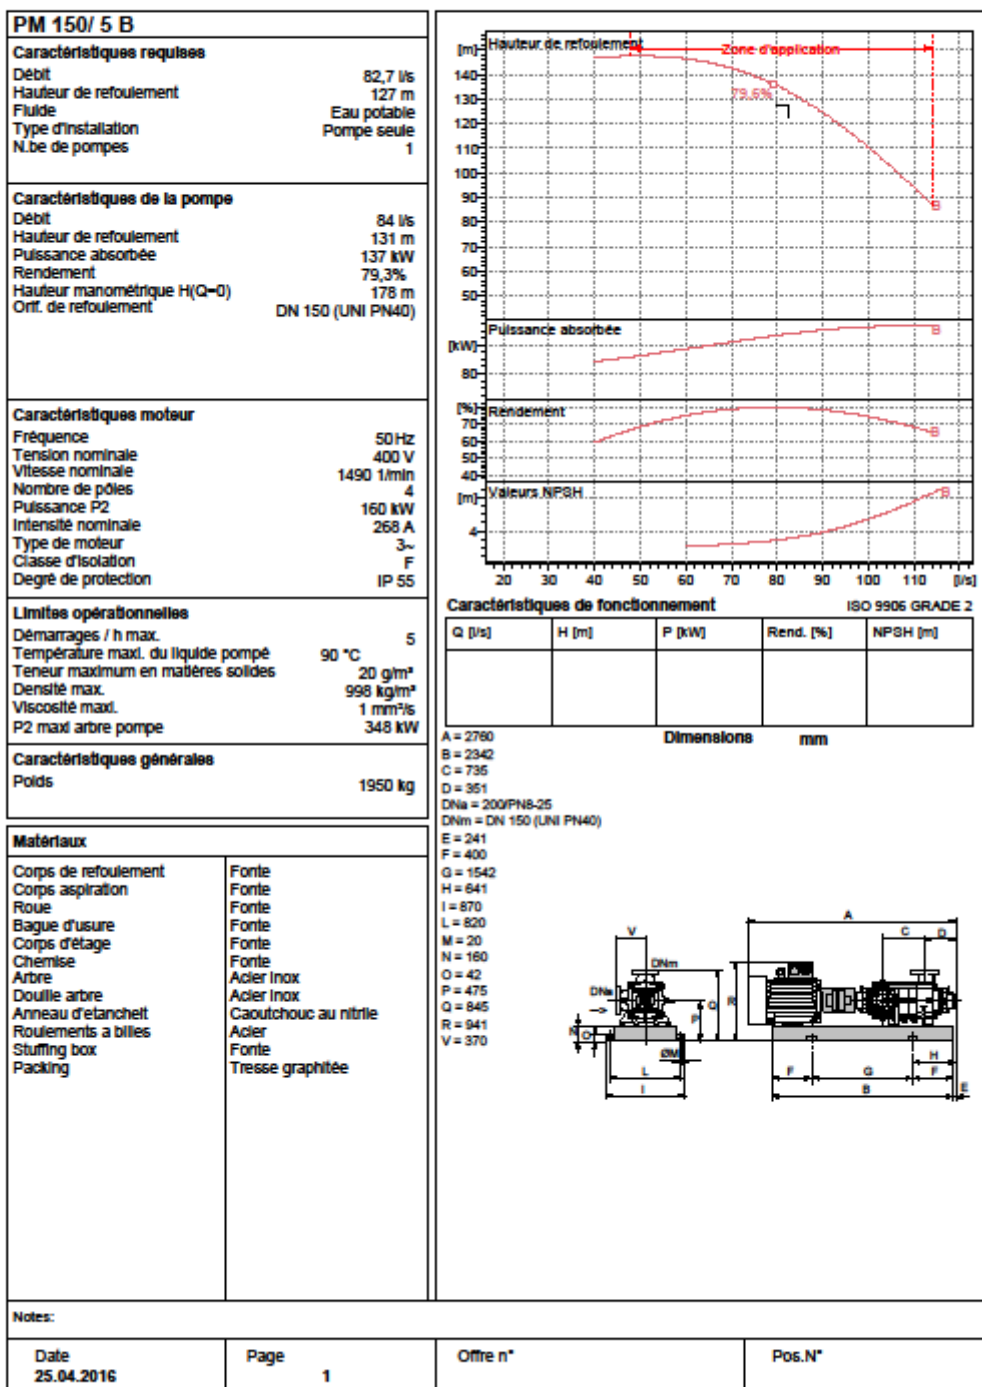 PM 150/ 5 B
Caractéristiques requises
Débit 82,7 l/s
Hauteur de refoulement 127 m
Fluide Eau potable
Type d'installation Pompe seule
N.be de pompes 1
Caractéristiques de la pompe
Débit 84 l/s
Hauteur de refoulement 131 m
Puissance absorbée 137 kW
Rendement 79,3%
Hauteur manométrique H(Q=0) 178 m
Orif. de refoulement DN 150 (UNI PN40)
Caractéristiques moteur
Fréquence 50 Hz
Tension nominale 400 V
Vitesse nominale 1490 1/min
Nombre de pôles 4
Puissance P2 160 kW
Intensité nominale 268 A
Type de moteur 3~
Classe d'isolation F
Degré de protection IP 55
Limites opérationnelles
Démarrages / h max. 5
Température maxi. du liquide pompé 90 °C
Teneur maximum en matières solides 20 g/m³
Densité max. 998 kg/m³
Viscosité maxi. 1 mm²/s
P2 maxi arbre pompe 348 kW
Caractéristiques générales
Poids 1950 kg
Matériaux
Corps de refoulement Fonte
Corps aspiration Fonte
Roue Fonte
Bague d'usure Fonte
Corps d'étage Fonte
Chemise Fonte
Arbre Acier Inox
Douille arbre Acier Inox
Anneau d'etancheit Caoutchouc au nitrile
Roulements a billes Acier
Stuffing box Fonte
Packing Tresse graphitée
[m] Hauteur de refoulement
Zone d'application
79.6%
140
130
120
110
100
90
80
70
60
50
B
Puissance absorbée
[kW]
80
B
[%] Rendement
70
60
50
40
B
[m] Valeurs NPSH
4
B
20 30 40 50 60 70 80 90 100 110 [l/s]
Caractéristiques de fonctionnement ISO 9906 GRADE 2
Q [l/s] H [m] P [kW] Rend. [%] NPSH [m]
Dimensions mm
A = 2760
B = 2342
C = 735
D = 351
DNa = 200/PN8-25
DNm = DN 150 (UNI PN40)
E = 241
F = 400
G = 1542
H = 641
I = 870
L = 820
M = 20
N = 160
O = 42
P = 475
Q = 845
R = 941
V = 370
A
C D
V
DNm
DNa
R
Q
P
N
O
ØM
L
I
H
F G F
B E
Notes:
Date
25.04.2016
Page
1
Offre n°
Pos.N°